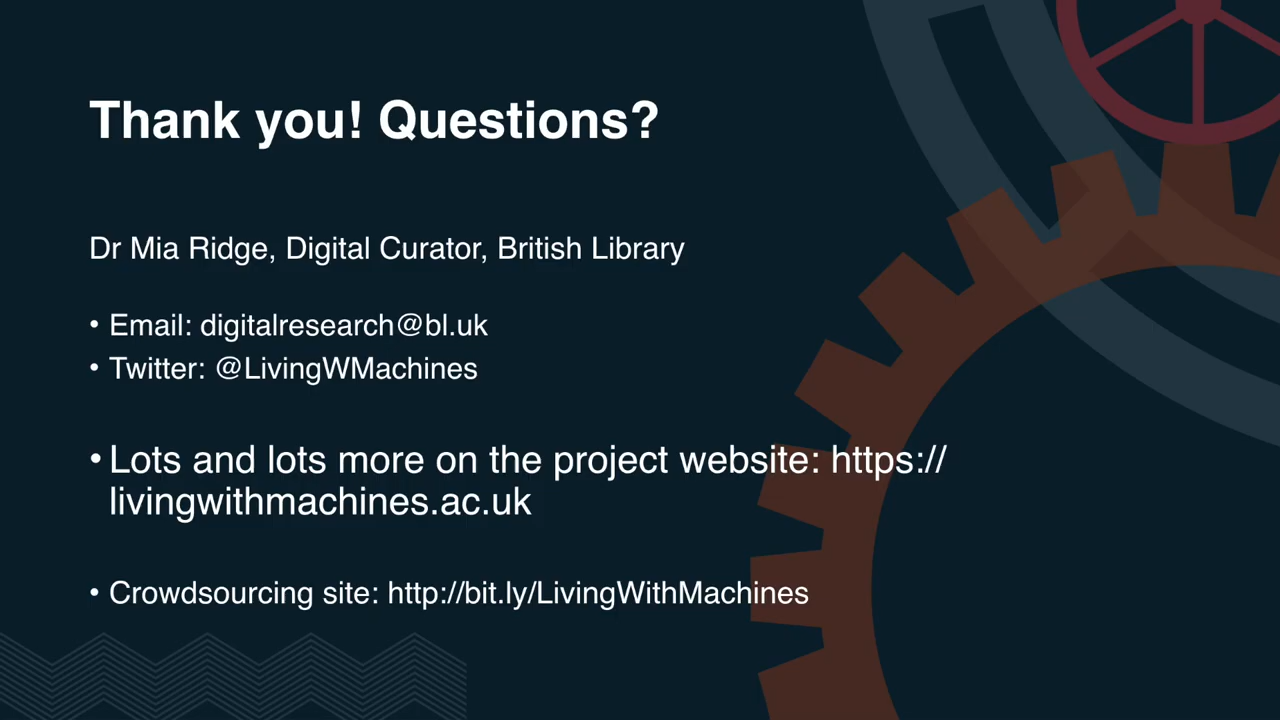 Thank you! Questions?
Dr Mia Ridge, Digital Curator, British Library
• Email: digitalresearch@bl.uk
• Twitter: @LivingWMachines
• Lots and lots more on the project website: https://
livingwithmachines.ac.uk
• Crowdsourcing site: http://bit.ly/LivingWithMachines